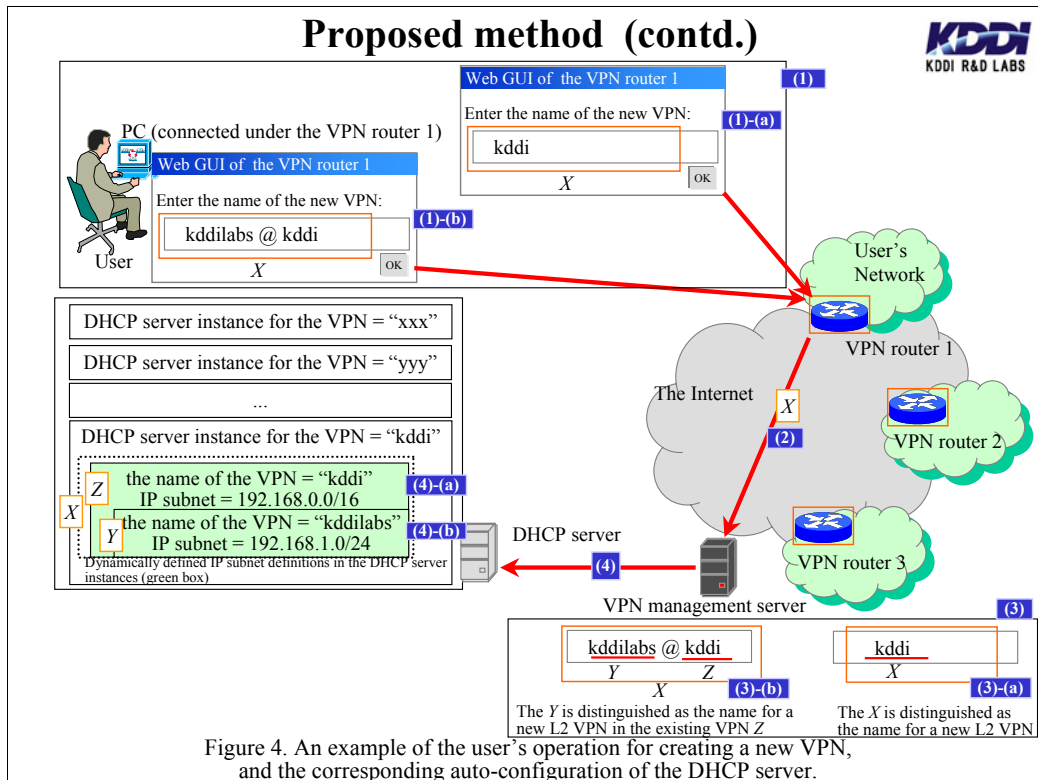 Proposed method (contd.)
KDDI
KDDI R&D LABS
(1)
Web GUI of the VPN router 1
Enter the name of the new VPN:
(1)-(a)
kddi
X
OK
PC (connected under the VPN router 1)
Web GUI of the VPN router 1
Enter the name of the new VPN:
(1)-(b)
kddilabs @ kddi
X
OK
User
User's
Network
VPN router 1
The Internet
X
(2)
VPN router 2
VPN router 3
DHCP server instance for the VPN = “xxx”
DHCP server instance for the VPN = “yyy”
...
DHCP server instance for the VPN = “kddi”
X
Z
the name of the VPN = “kddi”
IP subnet = 192.168.0.0/16
(4)-(a)
Y
the name of the VPN = “kddilabs”
IP subnet = 192.168.1.0/24
(4)-(b)
Dynamically defined IP subnet definitions in the DHCP server
instances (green box)
DHCP server
(4)
VPN management server
(3)
kddilabs @ kddi
Y Z
X
(3)-(b)
The Y is distinguished as the name for a
new L2 VPN in the existing VPN Z
kddi
X
(3)-(a)
The X is distinguished as
the name for a new L2 VPN
Figure 4. An example of the user's operation for creating a new VPN,
and the corresponding auto-configuration of the DHCP server.